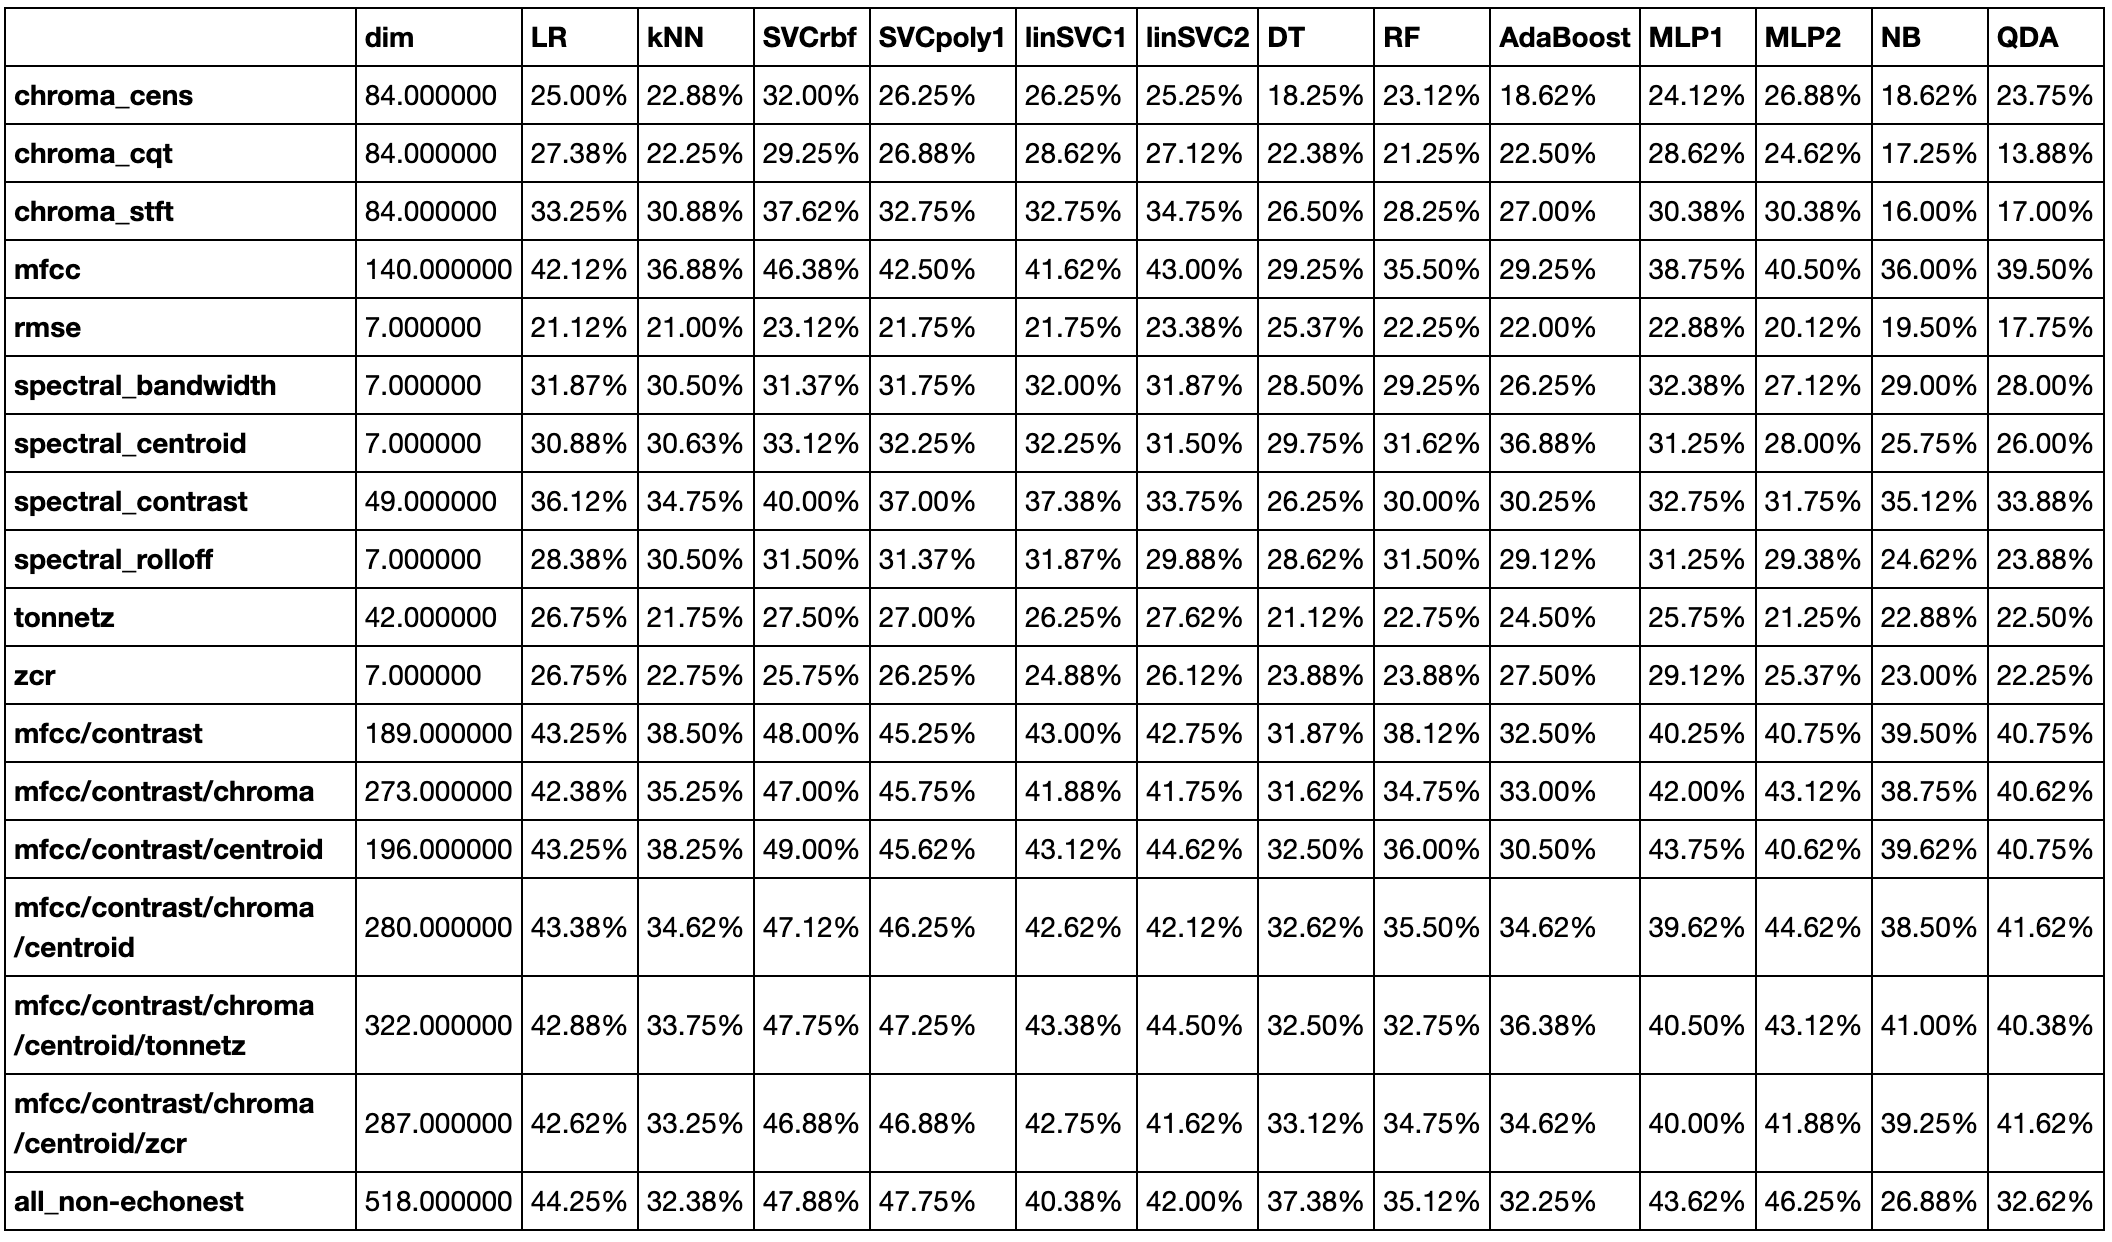 dim LR kNN SVCrbf SVCpoly1 linSVC1 linSVC2 DT RF AdaBoost MLP1 MLP2 NB QDA
chroma_cens 84.000000 25.00% 22.88% 32.00% 26.25% 26.25% 25.25% 18.25% 23.12% 18.62% 24.12% 26.88% 18.62% 23.75%
chroma_cqt 84.000000 27.38% 22.25% 29.25% 26.88% 28.62% 27.12% 22.38% 21.25% 22.50% 28.62% 24.62% 17.25% 13.88%
chroma_stft 84.000000 33.25% 30.88% 37.62% 32.75% 32.75% 34.75% 26.50% 28.25% 27.00% 30.38% 30.38% 16.00% 17.00%
mfcc 140.000000 42.12% 36.88% 46.38% 42.50% 41.62% 43.00% 29.25% 35.50% 29.25% 38.75% 40.50% 36.00% 39.50%
rmse 7.000000 21.12% 21.00% 23.12% 21.75% 21.75% 23.38% 25.37% 22.25% 22.00% 22.88% 20.12% 19.50% 17.75%
spectral_bandwidth 7.000000 31.87% 30.50% 31.37% 31.75% 32.00% 31.87% 28.50% 29.25% 26.25% 32.38% 27.12% 29.00% 28.00%
spectral_centroid 7.000000 30.88% 30.63% 33.12% 32.25% 32.25% 31.50% 29.75% 31.62% 36.88% 31.25% 28.00% 25.75% 26.00%
spectral_contrast 49.000000 36.12% 34.75% 40.00% 37.00% 37.38% 33.75% 26.25% 30.00% 30.25% 32.75% 31.75% 35.12% 33.88%
spectral_rolloff 7.000000 28.38% 30.50% 31.50% 31.37% 31.87% 29.88% 28.62% 31.50% 29.12% 31.25% 29.38% 24.62% 23.88%
tonnetz 42.000000 26.75% 21.75% 27.50% 27.00% 26.25% 27.62% 21.12% 22.75% 24.50% 25.75% 21.25% 22.88% 22.50%
zcr 7.000000 26.75% 22.75% 25.75% 26.25% 24.88% 26.12% 23.88% 23.88% 27.50% 29.12% 25.37% 23.00% 22.25%
mfcc/contrast 189.000000 43.25% 38.50% 48.00% 45.25% 43.00% 42.75% 31.87% 38.12% 32.50% 40.25% 40.75% 39.50% 40.75%
mfcc/contrast/chroma 273.000000 42.38% 35.25% 47.00% 45.75% 41.88% 41.75% 31.62% 34.75% 33.00% 42.00% 43.12% 38.75% 40.62%
mfcc/contrast/centroid 196.000000 43.25% 38.25% 49.00% 45.62% 43.12% 44.62% 32.50% 36.00% 30.50% 43.75% 40.62% 39.62% 40.75%
mfcc/contrast/chroma
/centroid 280.000000 43.38% 34.62% 47.12% 46.25% 42.62% 42.12% 32.62% 35.50% 34.62% 39.62% 44.62% 38.50% 41.62%
mfcc/contrast/chroma
/centroid/tonnetz 322.000000 42.88% 33.75% 47.75% 47.25% 43.38% 44.50% 32.50% 32.75% 36.38% 40.50% 43.12% 41.00% 40.38%
mfcc/contrast/chroma
/centroid/zcr 287.000000 42.62% 33.25% 46.88% 46.88% 42.75% 41.62% 33.12% 34.75% 34.62% 40.00% 41.88% 39.25% 41.62%
all_non-echonest 518.000000 44.25% 32.38% 47.88% 47.75% 40.38% 42.00% 37.38% 35.12% 32.25% 43.62% 46.25% 26.88% 32.62%